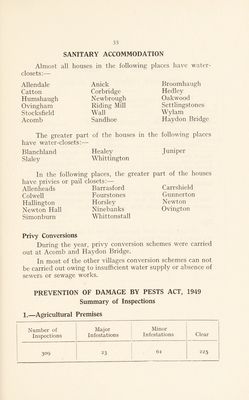 33
SANITARY ACCOMMODATION
Almost all houses in the following places have water-
closets:—
Allendale Anick Broomhaugh
Catton Corbridge Hedley
Humshaugh Newbrough Oakwood
Ovingham Riding Mill Settlingstones
Stocksfield Wall Wylam
Acomb Sandhoe Haydon Bridge
The greater part of the houses in the following places
have water-closets:—
Blanchland Healey Juniper
Slaley Whittington
In the following places, the greater part of the houses
have privies or pail closets:—
Allenheads Barrasford Carrshield
Colwell Fourstones Gunnerton
Hallington Horsley Newton
Newton Hall Ninebanks Ovington
Simonburn Whittonstall
Privy Conversions
During the year, privy conversion schemes were carried
out at Acomb and Haydon Bridge.
In most of the other villages conversion schemes can not
be carried out owing to insufficient water supply or absence of
sewers or sewage works.
PREVENTION OF DAMAGE BY PESTS ACT, 1949
Summary of Inspections
1.—Agricultural Premises
Number of Inspections Major Infestations Minor Infestations Clear
309 23 61 225